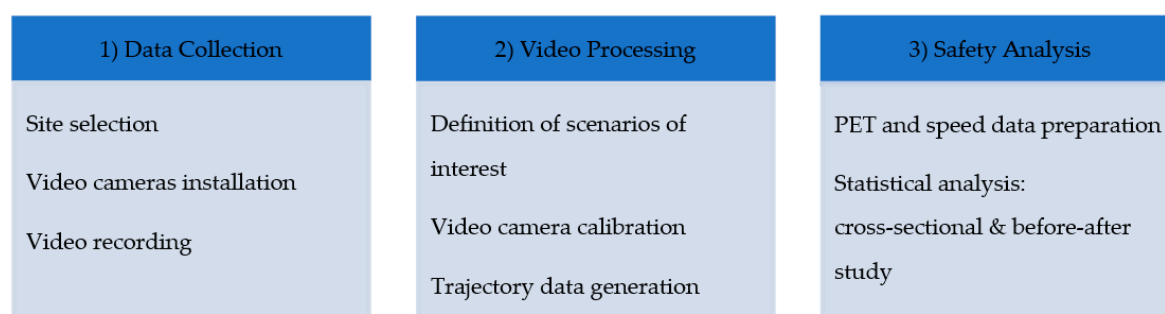 1) Data Collection
Site selection
Video cameras installation
Video recording
2) Video Processing
Definition of scenarios of
interest
Video camera calibration
Trajectory data generation
3) Safety Analysis
PET and speed data preparation
Statistical analysis:
cross-sectional & before-after
study